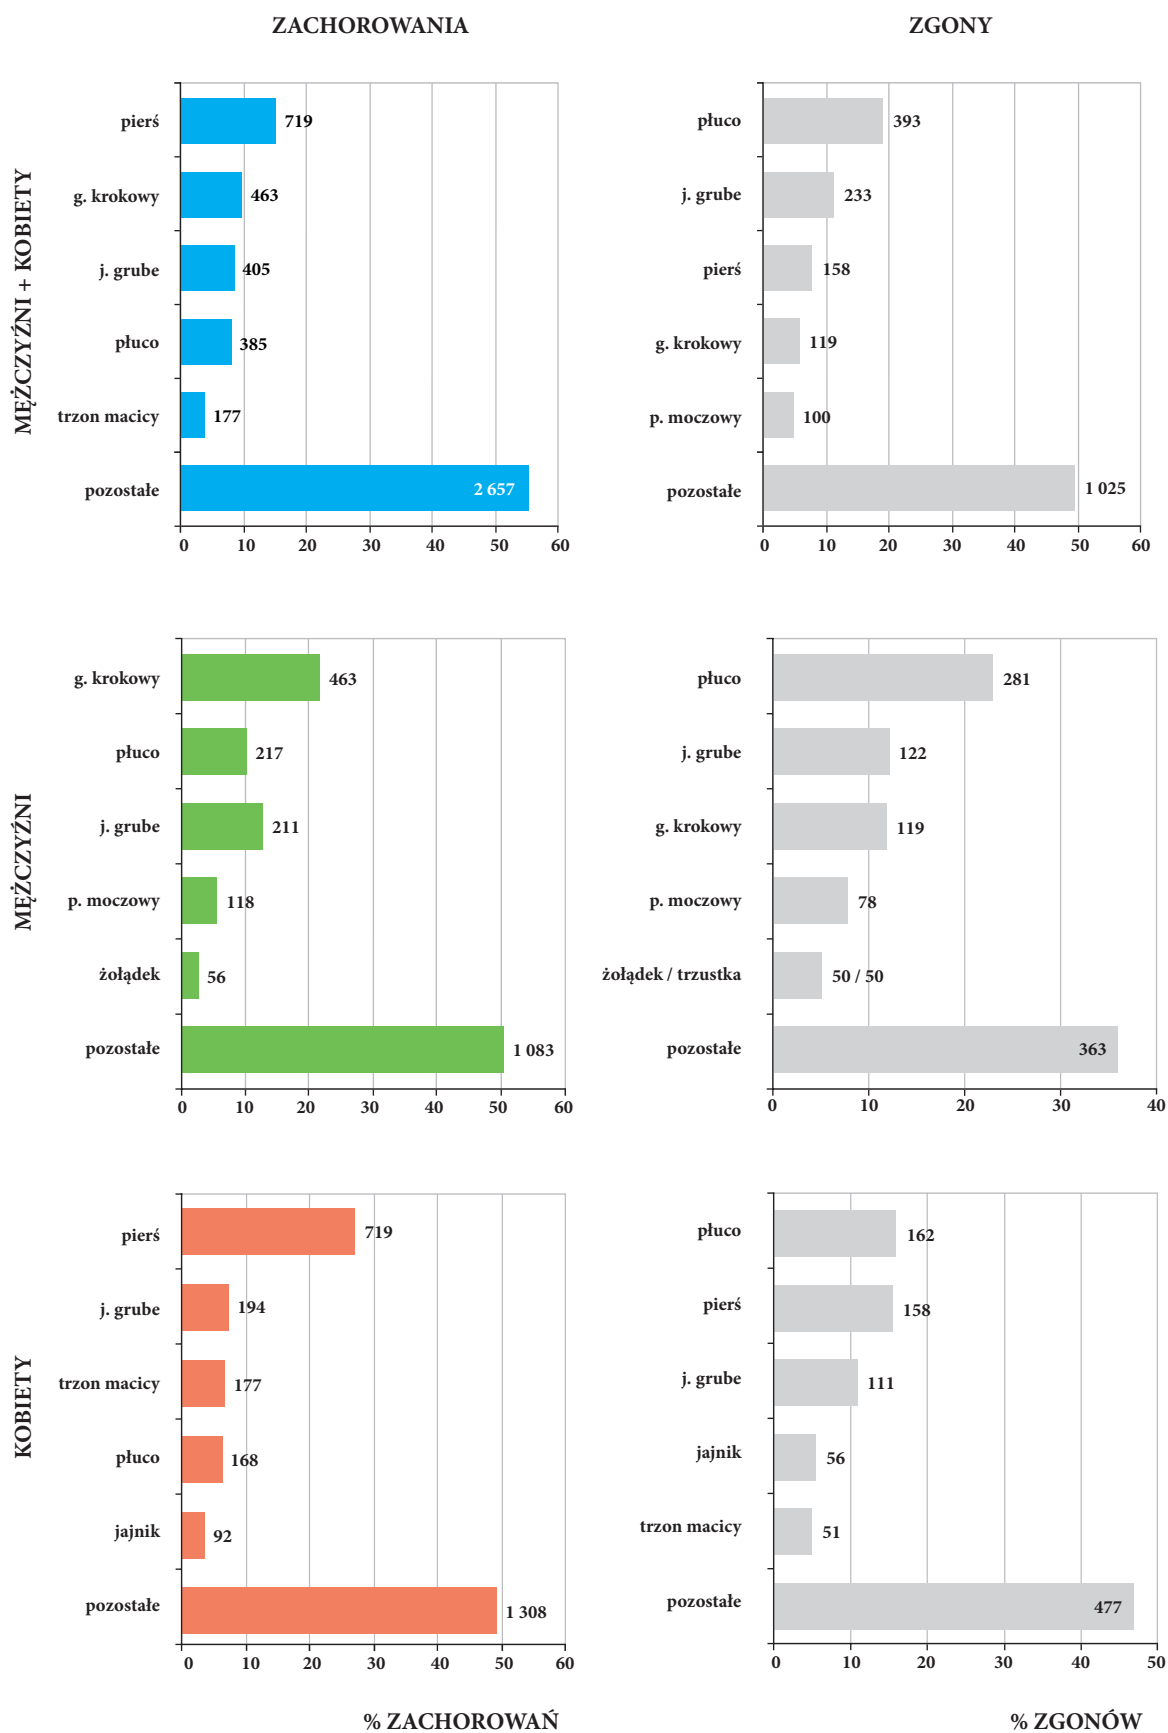 ZACHOROWANIA
ZGONY
MĘŻCZYŹNI + KOBIETY
pierś 719
g. krokowy 463
j. grube 405
płuco 385
trzon macicy 177
pozostałe 2 657
0 10 20 30 40 50 60
płuco 393
j. grube 233
pierś 158
g. krokowy 119
p. moczowy 100
pozostałe 1 025
0 10 20 30 40 50 60
MĘŻCZYŹNI
g. krokowy 463
płuco 217
j. grube 211
p. moczowy 118
żołądek 56
pozostałe 1 083
0 10 20 30 40 50 60
płuco 281
j. grube 122
g. krokowy 119
p. moczowy 78
żołądek / trzustka 50 / 50
pozostałe 363
0 10 20 30 40
KOBIETY
pierś 719
j. grube 194
trzon macicy 177
płuco 168
jajnik 92
pozostałe 1 308
0 10 20 30 40 50 60
% ZACHOROWAŃ
płuco 162
pierś 158
j. grube 111
jajnik 56
trzon macicy 51
pozostałe 477
0 10 20 30 40 50
% ZGONÓW